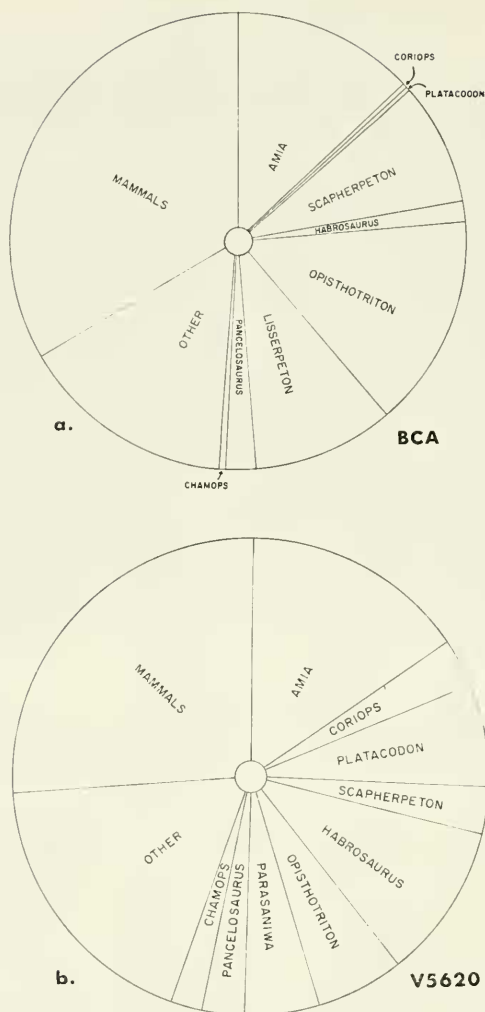 CORIOPS
PLATACODON
AMIA
MAMMALS
SCAPHERPETON
HABROSAURUS
OPISTHOTRITON
OTHER
PANCELOSAURUS
LISSERPETON
a.
BCA
CHAMOPS
MAMMALS
AMIA
CORIOPS
PLATACODON
SCAPHERPETON
HABROSAURUS
OTHER
CHAMOPS
PANCELOSAURUS
PARASANIWA
OPISTHOTRITON
b.
V5620